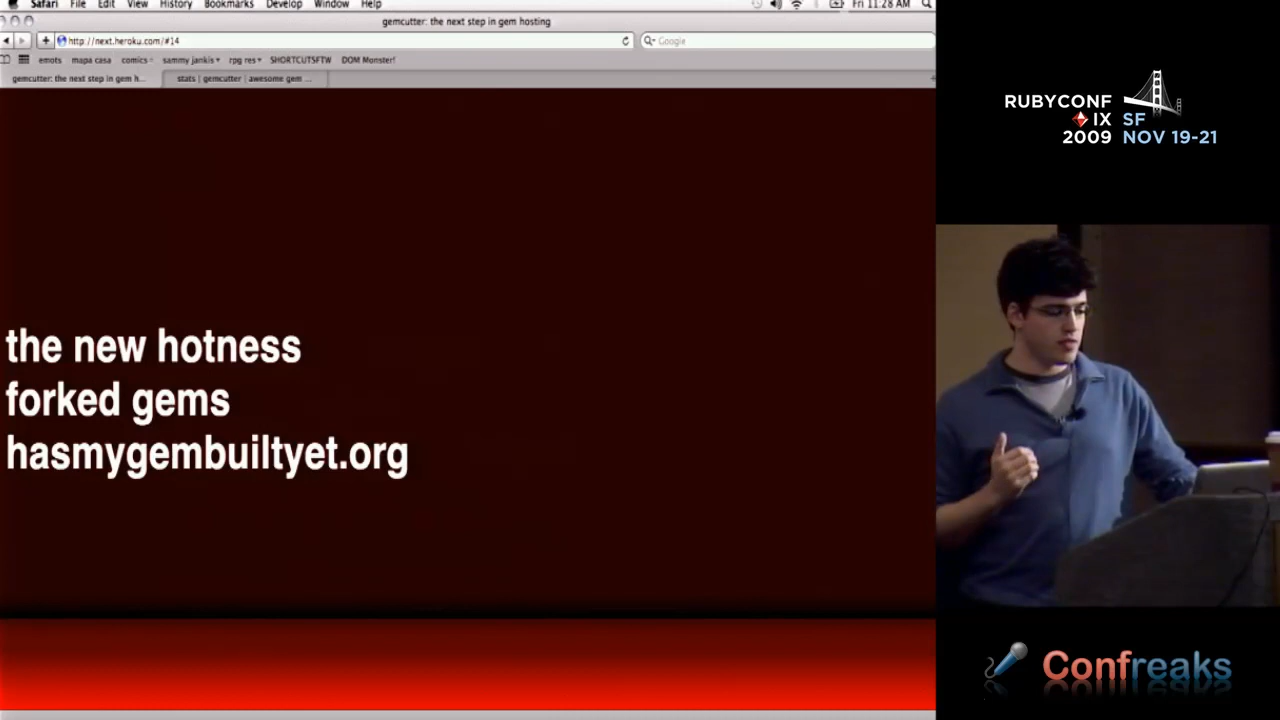 Safari File Edit View History Bookmarks Develop Window Help Fri 11:28 AM
gemcutter: the next step in gem hosting
http://next.heroku.com/#14
Google
emots mapa casa comics sammy jankis rpg res SHORTCUTSFTW DOM Monster!
gemcutter: the next step in gem h... stats | gemcutter | awesome gem ...
the new hotness
forked gems
hasmygembuiltyet.org
RUBYCONF
IX SF
2009 NOV 19-21
Confreaks